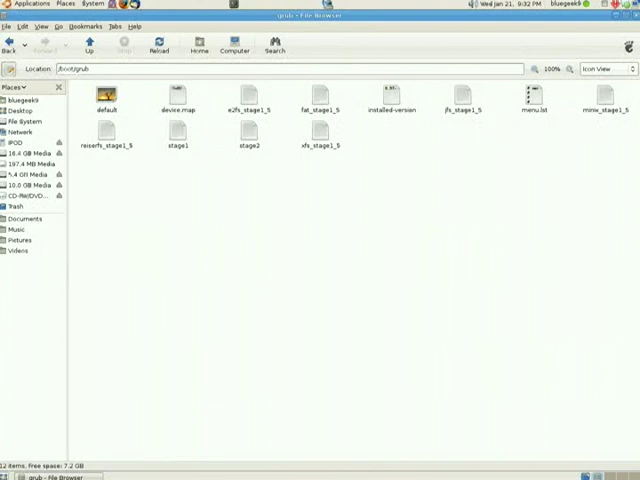 Applications Places System Wed Jan 21, 9:32 PM bluegeek9
grub - File Browser
File Edit View Go Bookmarks Tabs Help
Back Forward Up Stop Reload Home Computer Search
Location: /boot/grub 100% Icon View
Places
bluegeek9
Desktop
File System
Network
IPOD
16.4 GB Media
197.4 MB Media
5.4 GB Media
10.0 GB Media
CD-RW/DVD...
Trash
Documents
Music
Pictures
Videos
default device.map e2fs_stage1_5 fat_stage1_5 installed-version jfs_stage1_5 menu.lst minix_stage1_5
reiserfs_stage1_5 stage1 stage2 xfs_stage1_5
12 items, Free space: 7.2 GB
grub - File Browser